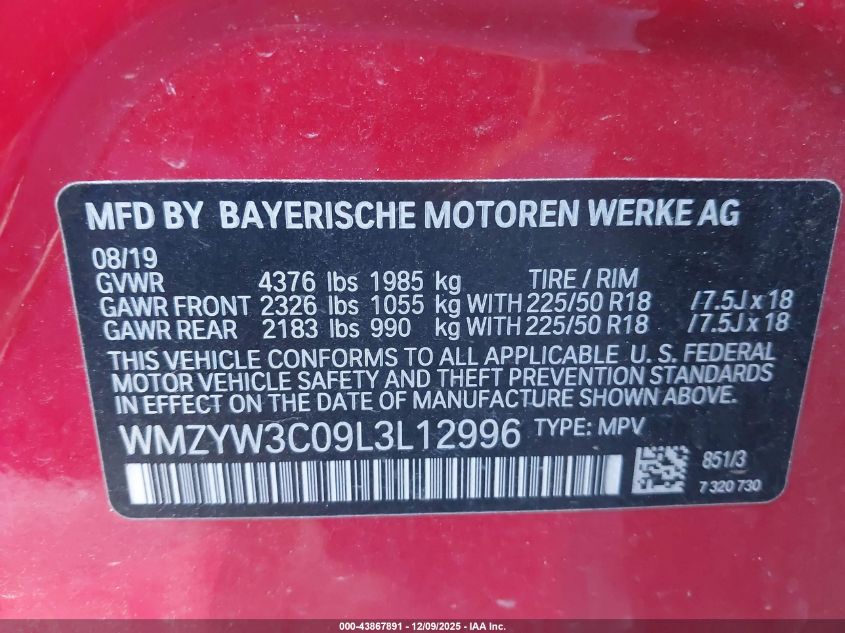 MFD BY BAYERISCHE MOTOREN WERKE AG
08/19
GVWR 4376 lbs 1985 kg TIRE / RIM
GAWR FRONT 2326 lbs 1055 kg WITH 225/50 R18 /7.5J x 18
GAWR REAR 2183 lbs 990 kg WITH 225/50 R18 /7.5J x 18
THIS VEHICLE CONFORMS TO ALL APPLICABLE U. S. FEDERAL
MOTOR VEHICLE SAFETY AND THEFT PREVENTION STANDARDS
IN EFFECT ON THE DATE OF MANUFACTURE SHOWN ABOVE.
WMZYW3C09L3L12996 TYPE: MPV
851/3
7 320 730
000-43867891 - 12/09/2025 - IAA Inc.